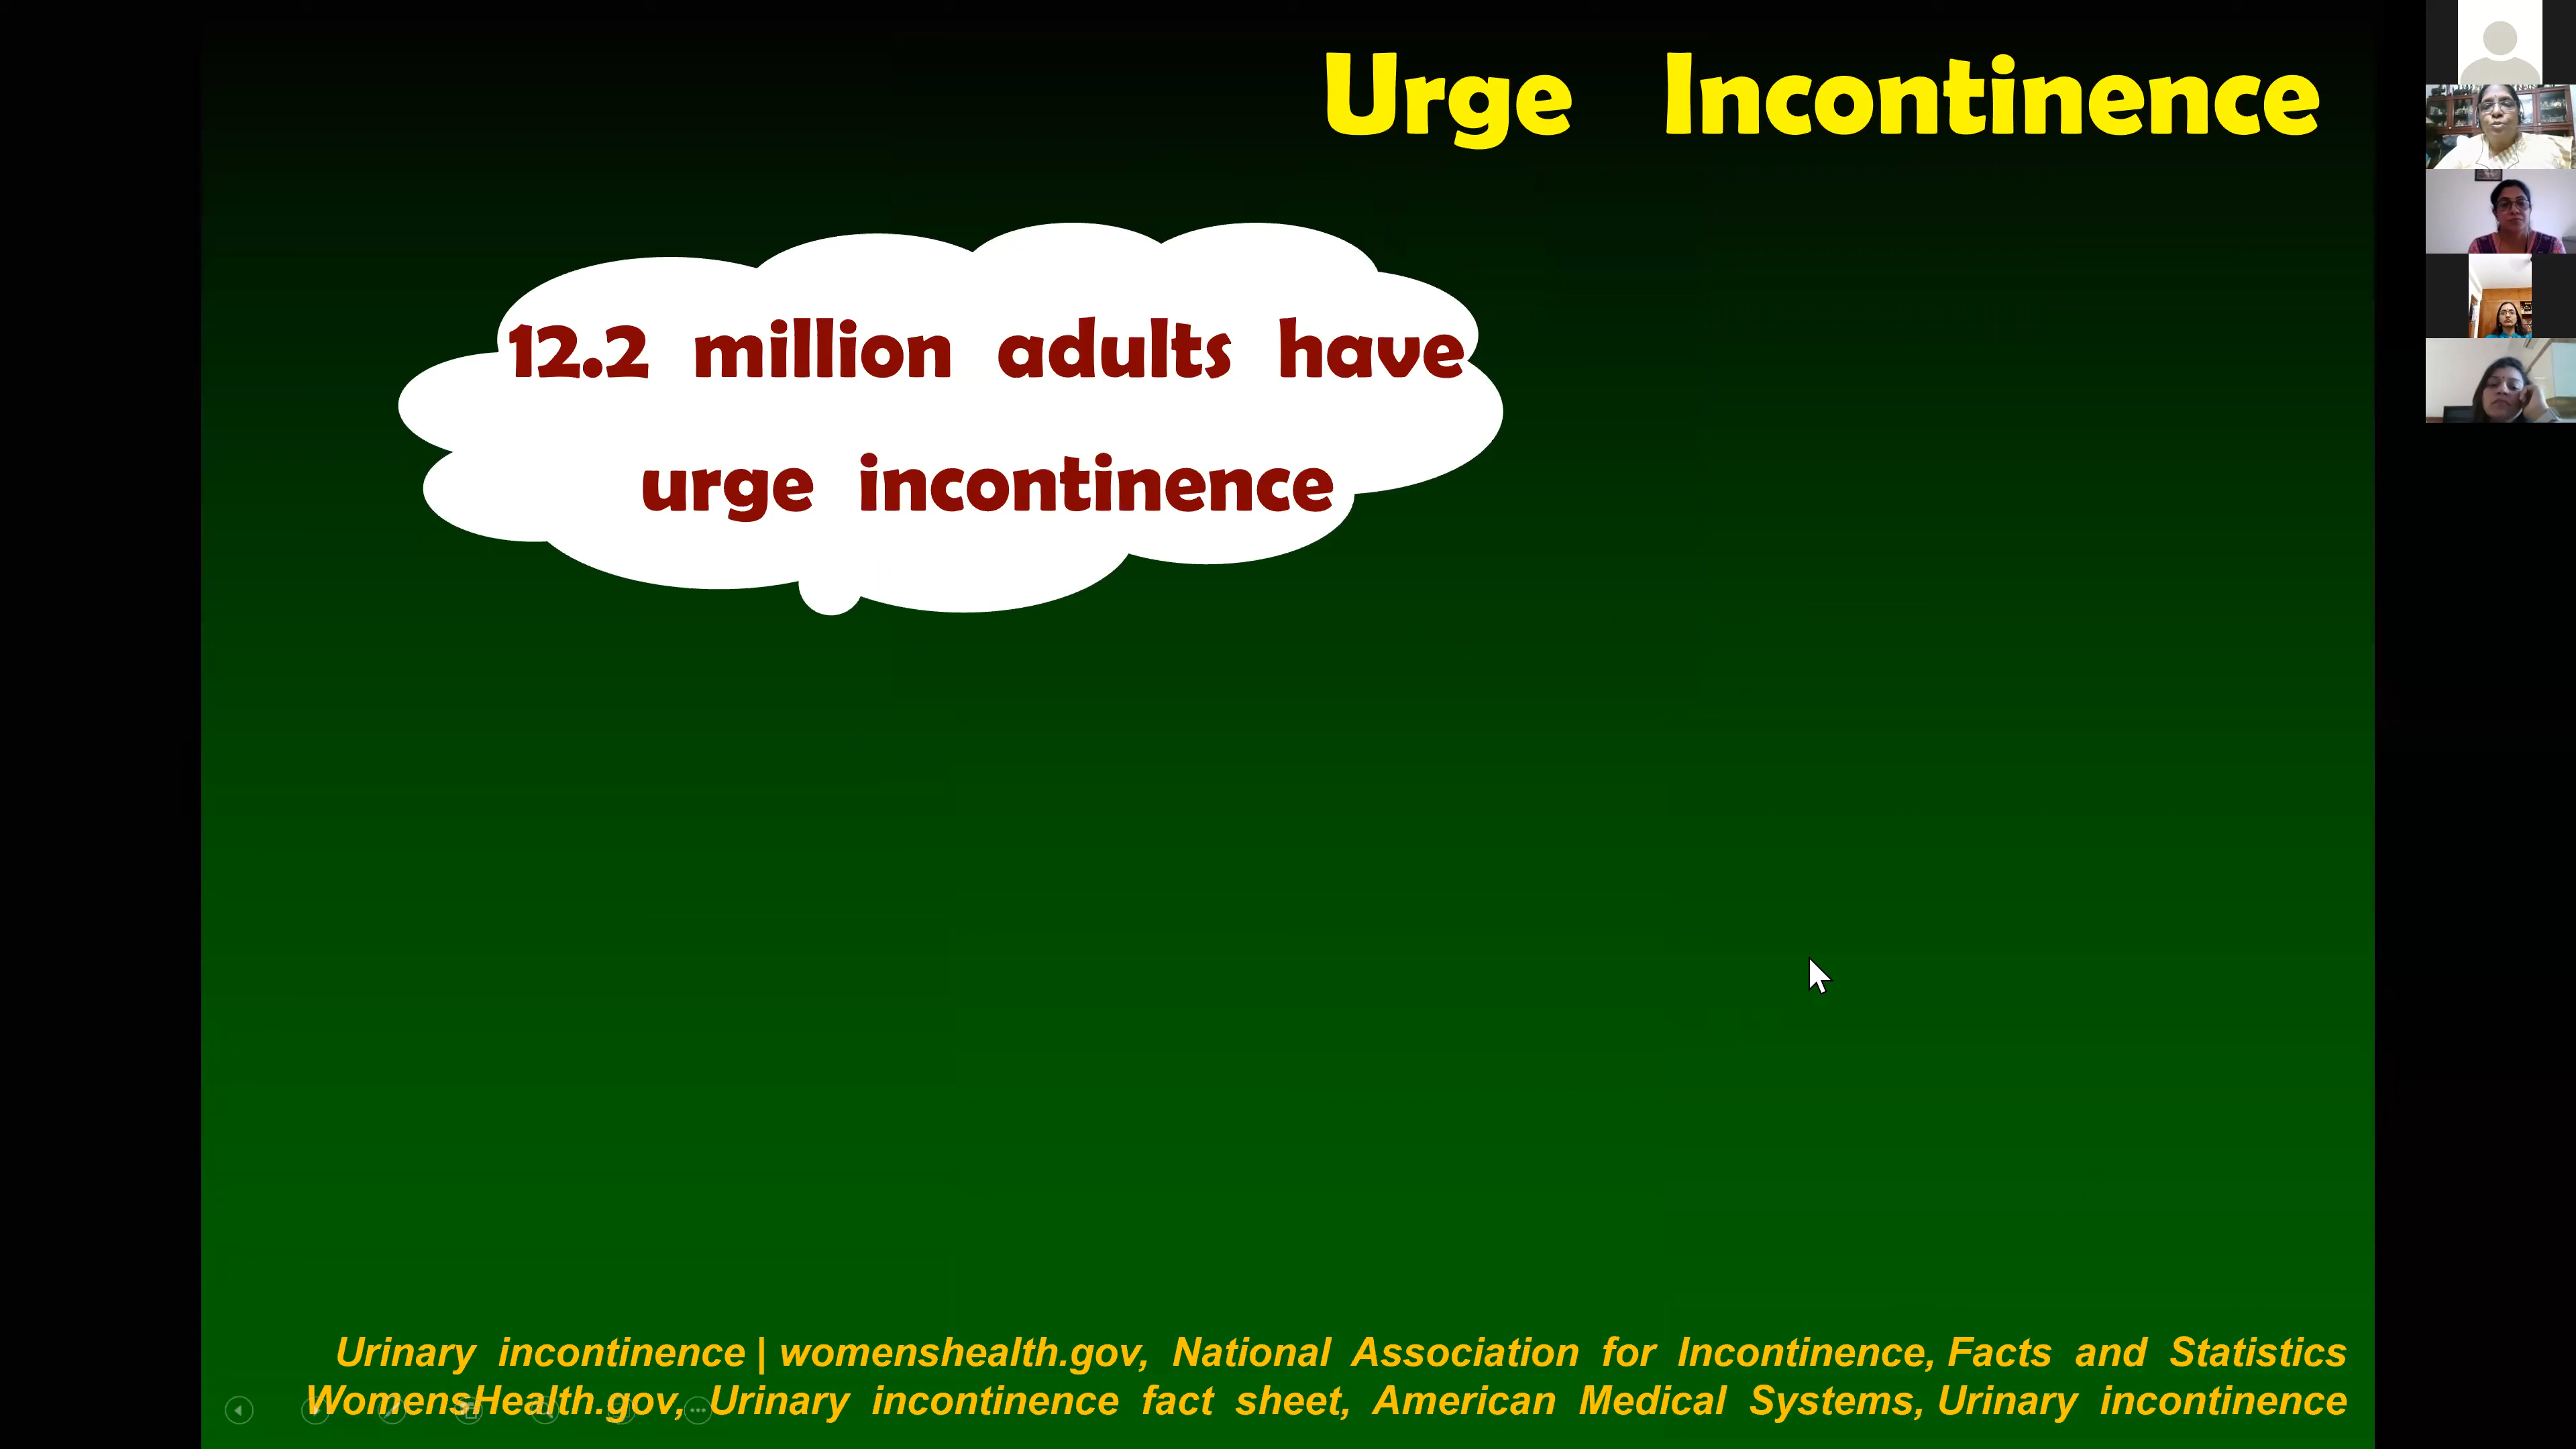 Urge Incontinence
12.2 million adults have
urge incontinence
Urinary incontinence | womenshealth.gov, National Association for Incontinence, Facts and Statistics
WomensHealth.gov, Urinary incontinence fact sheet, American Medical Systems, Urinary incontinence